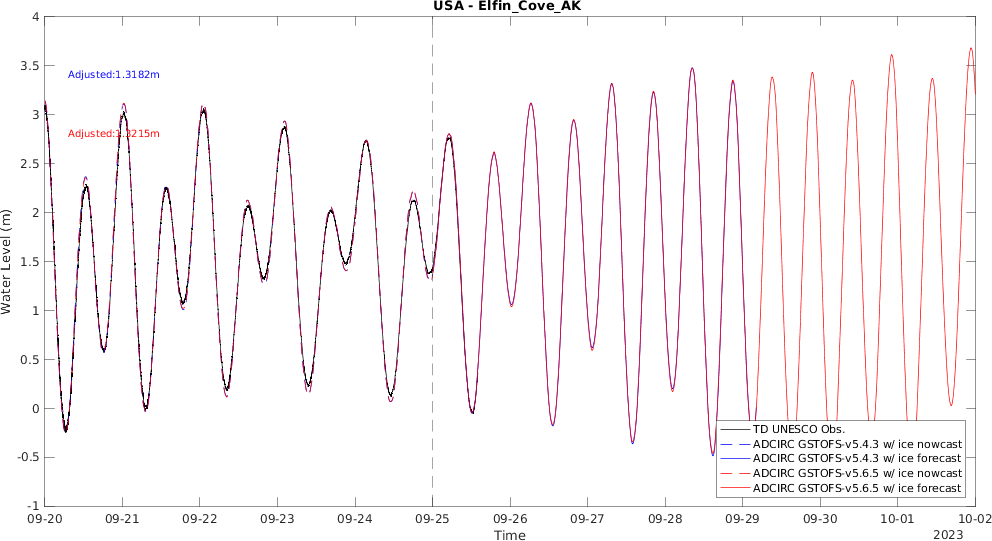 USA - Elfin_Cove_AK
4
3.5
3
2.5
2
1.5
1
0.5
0
-0.5
-1
Water Level (m)
Adjusted:1.3182m
Adjusted:1.3215m
TD UNESCO Obs.
ADCIRC GSTOFS-v5.4.3 w/ ice nowcast
ADCIRC GSTOFS-v5.4.3 w/ ice forecast
ADCIRC GSTOFS-v5.6.5 w/ ice nowcast
ADCIRC GSTOFS-v5.6.5 w/ ice forecast
09-20 09-21 09-22 09-23 09-24 09-25 09-26 09-27 09-28 09-29 09-30 10-01 10-02
Time
2023